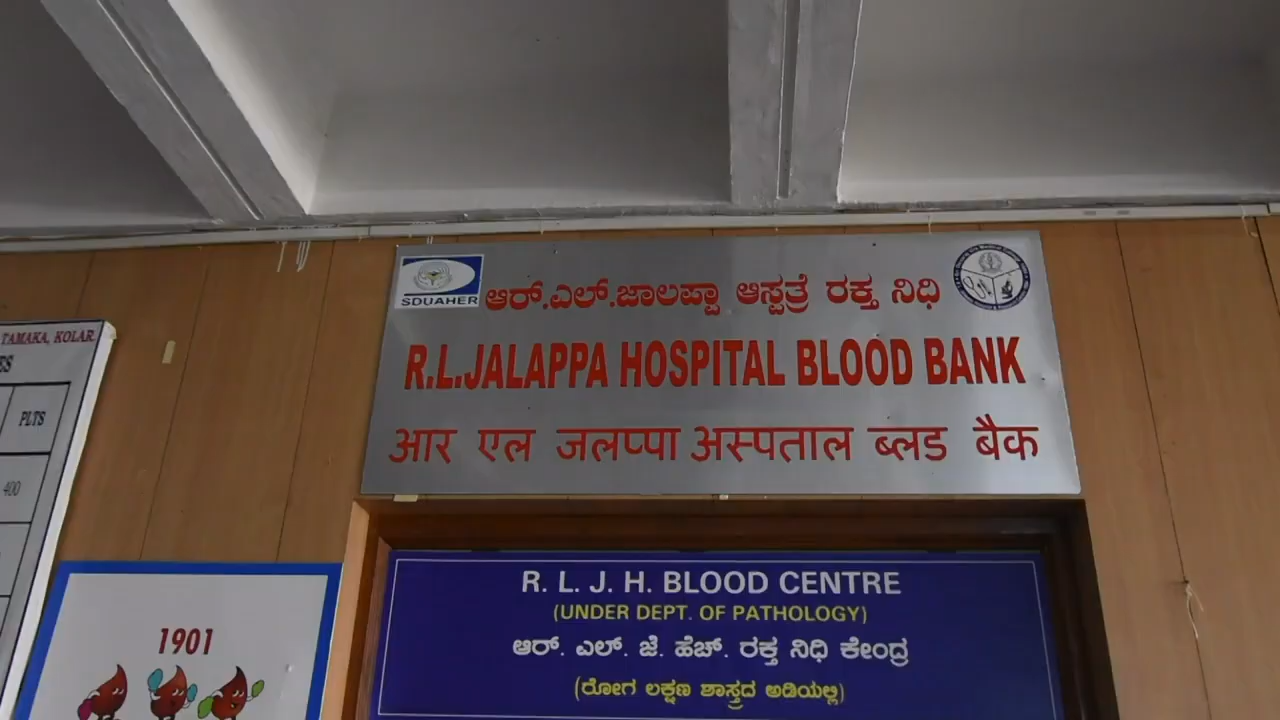 TAMAKA, KOLAR.
ES
PLTS
400
1901
SDUAHER
ಆರ್.ಎಲ್.ಜಾಲಪ್ಪಾ ಆಸ್ಪತ್ರೆ ರಕ್ತ ನಿಧಿ
R.L.JALAPPA HOSPITAL BLOOD BANK
आर एल जलप्पा अस्पताल ब्लड बैक
R. L. J. H. BLOOD CENTRE
(UNDER DEPT. OF PATHOLOGY)
ಆರ್. ಎಲ್. ಜೆ. ಹೆಚ್. ರಕ್ತ ನಿಧಿ ಕೇಂದ್ರ
(ರೋಗ ಲಕ್ಷಣ ಶಾಸ್ತ್ರದ ಅಡಿಯಲ್ಲಿ)